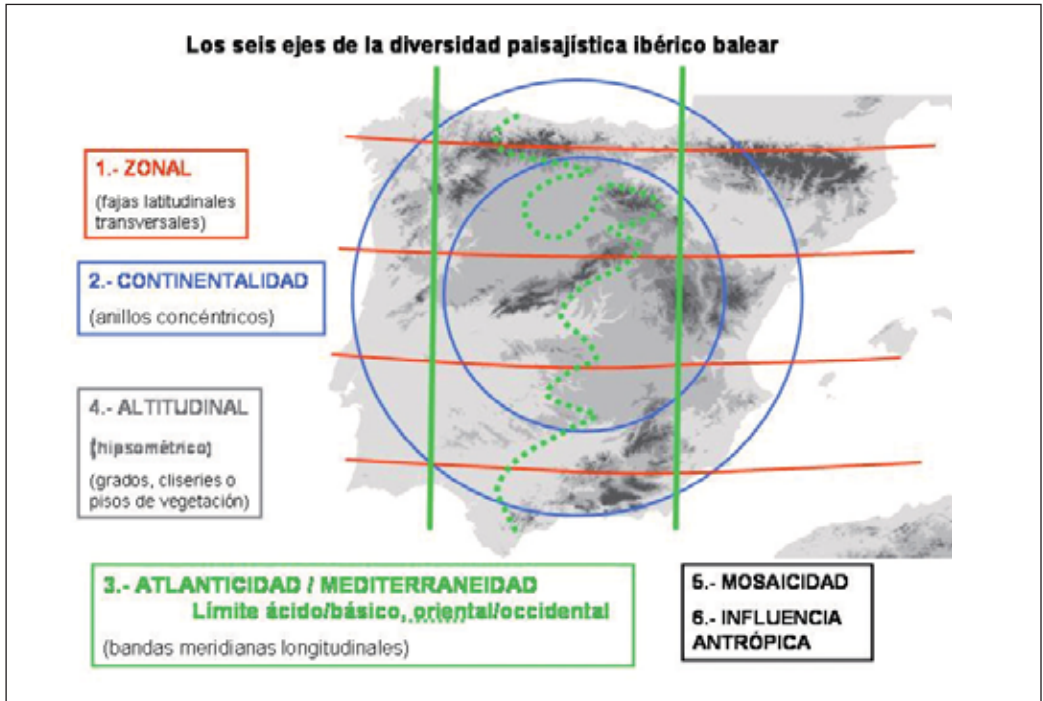 Los seis ejes de la diversidad paisajística ibérico balear
1.- ZONAL
(fajas latitudinales
transversales)
2.- CONTINENTALIDAD
(anillos concéntricos)
4.- ALTITUDINAL
(hipsométrico)
(grados, cliseries o
pisos de vegetación)
3.- ATLANTICIDAD / MEDITERRANEIDAD
Límite ácido/básico, oriental/occidental
(bandas meridianas longitudinales)
5.- MOSAICIDAD
6.- INFLUENCIA
ANTRÓPICA